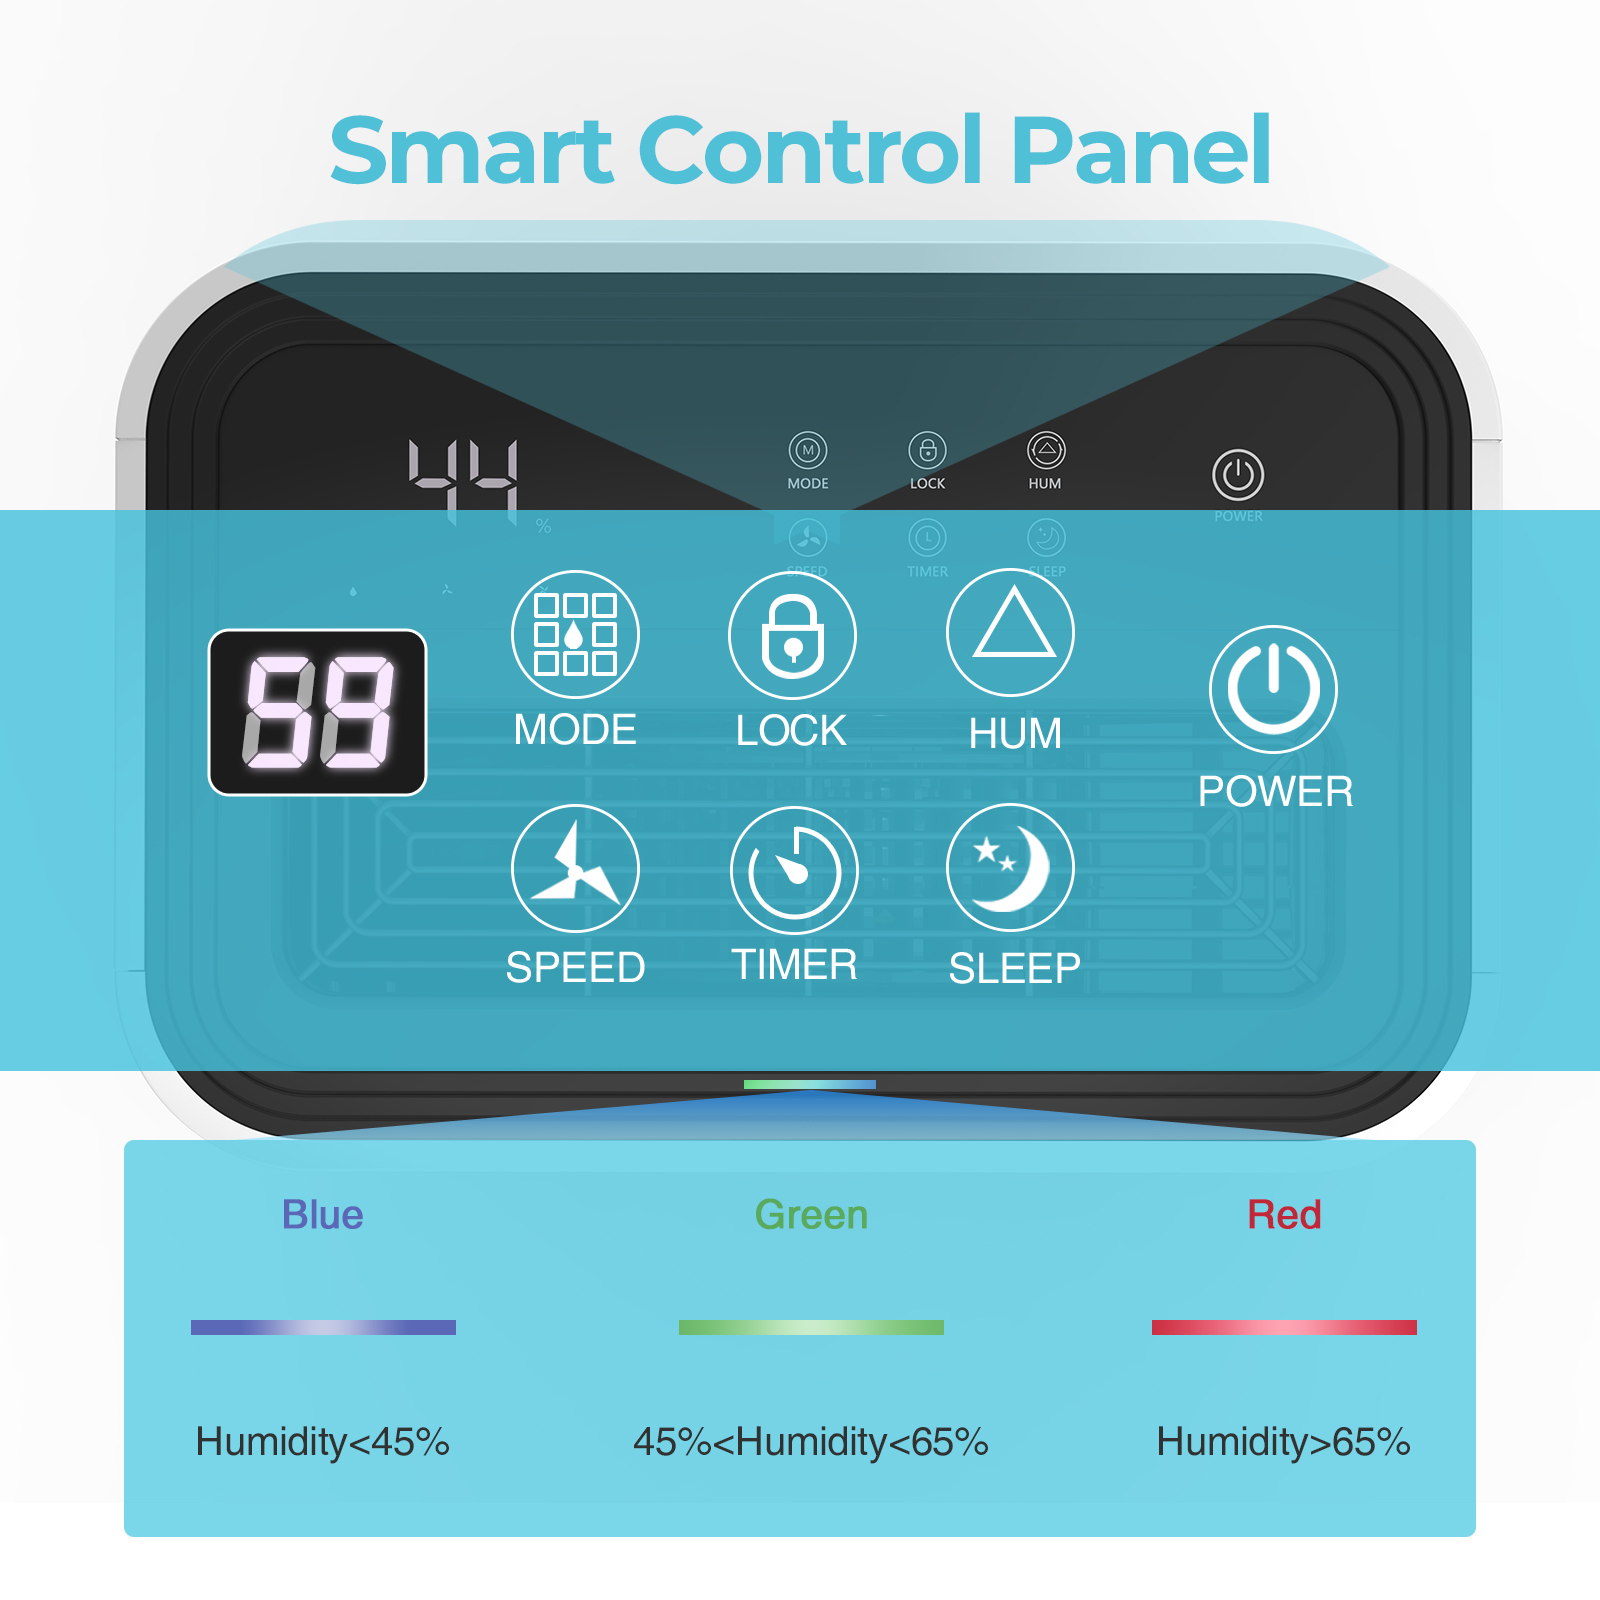 Smart Control Panel
44
%
MODE LOCK HUM
POWER
SPEED TIMER SLEEP
59
MODE LOCK HUM
POWER
SPEED TIMER SLEEP
Blue Green Red
Humidity<45% 45%<Humidity<65% Humidity>65%